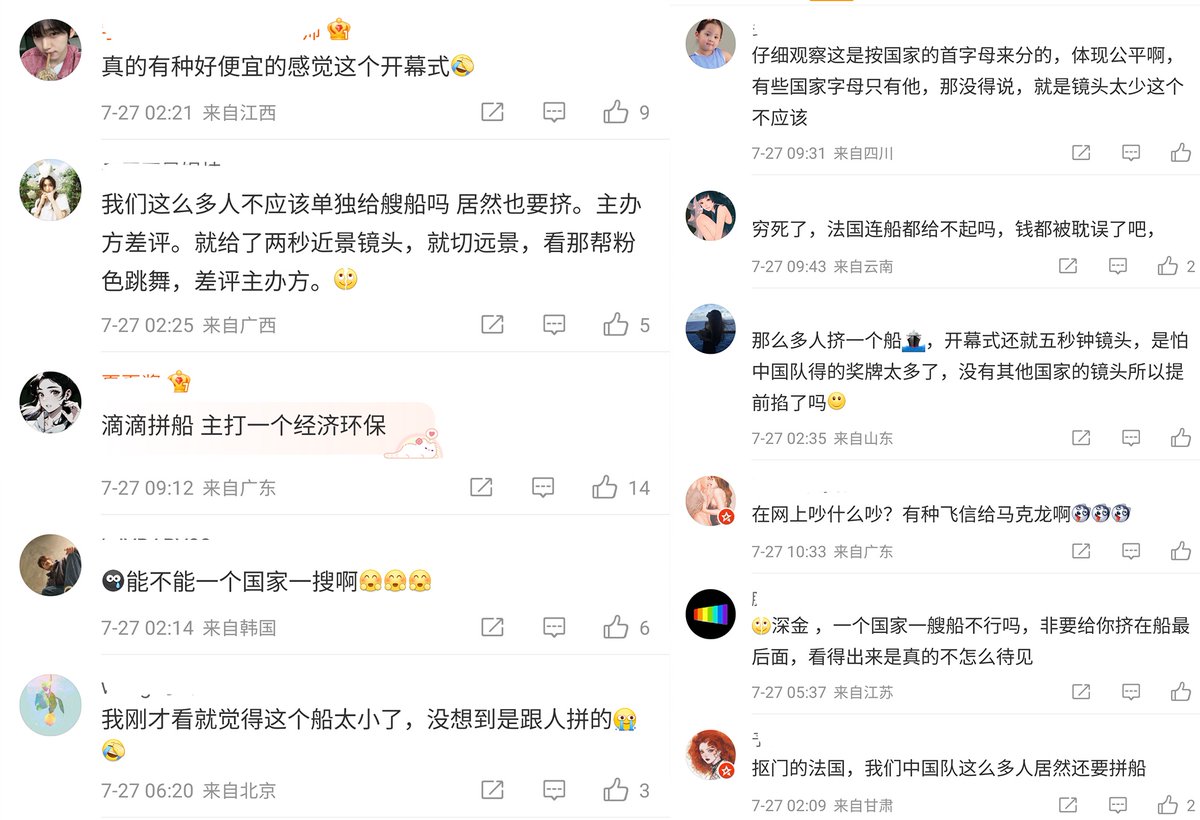 真的有种好便宜的感觉这个开幕式🤣
7-27 02:21 来自江西
9
我们这么多人不应该单独给艘船吗 居然也要挤。主办
方差评。就给了两秒近景镜头，就切远景，看那帮粉
色跳舞，差评主办方。
7-27 02:25 来自广西
5
滴滴拼船 主打一个经济环保
7-27 09:12 来自广东
14
能不能一个国家一搜啊🤗🤗🤗
7-27 02:14 来自韩国
6
我刚才看就觉得这个船太小了，没想到是跟人拼的😭
🤣
7-27 06:20 来自北京
3
仔细观察这是按国家的首字母来分的，体现公平啊，
有些国家字母只有他，那没得说，就是镜头太少这个
不应该
7-27 09:31 来自四川
穷死了，法国连船都给不起吗，钱都被耽误了吧，
7-27 09:43 来自云南
2
那么多人挤一个船🚢，开幕式还就五秒钟镜头，是怕
中国队得的奖牌太多了，没有其他国家的镜头所以提
前掐了吗🙂
7-27 02:35 来自山东
在网上吵什么吵？有种飞信给马克龙啊
7-27 10:33 来自广东
深金 ，一个国家一艘船不行吗，非要给你挤在船最
后面，看得出来是真的不怎么待见
7-27 05:37 来自江苏
抠门的法国，我们中国队这么多人居然还要拼船
7-27 02:09 来自甘肃
2